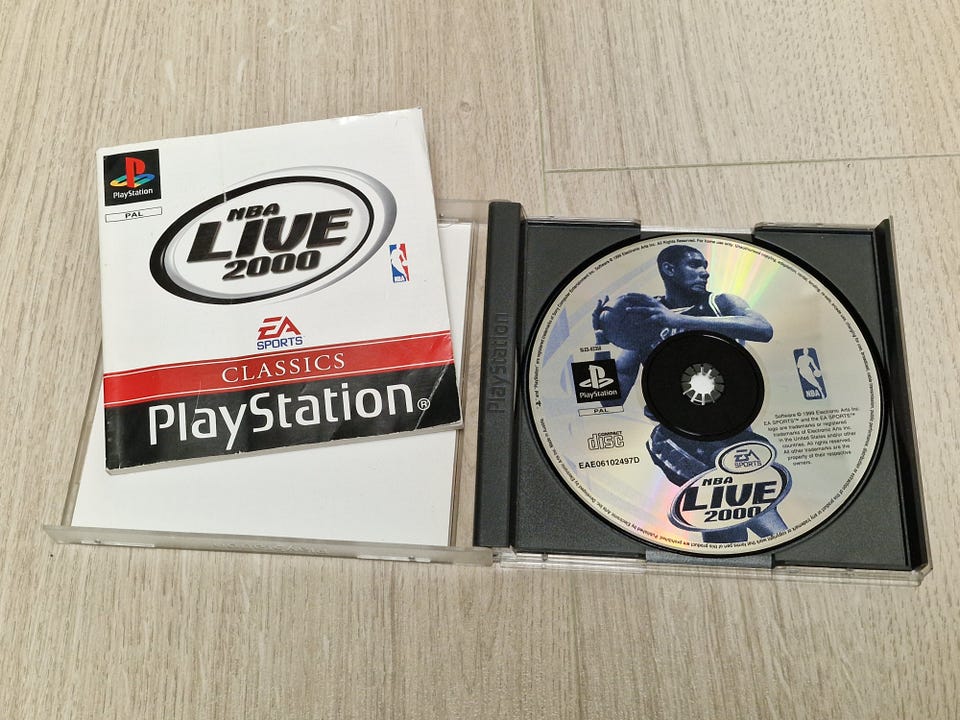 PlayStation
PAL
NBA
LIVE
2000
NBA
EA
SPORTS
CLASSICS
PlayStation®
PlayStation
PlayStation
PAL
COMPACT
disc
EAE06102497D
NBA
Software © 1999 Electronic Arts Inc.
EA SPORTS™ and the EA SPORTS™
logo are trademarks or registered
trademarks of Electronic Arts Inc.
in the United States and/or other
countries. All rights reserved.
All other trademarks are the
property of their respective
owners.
EA
SPORTS
NBA
LIVE
2000